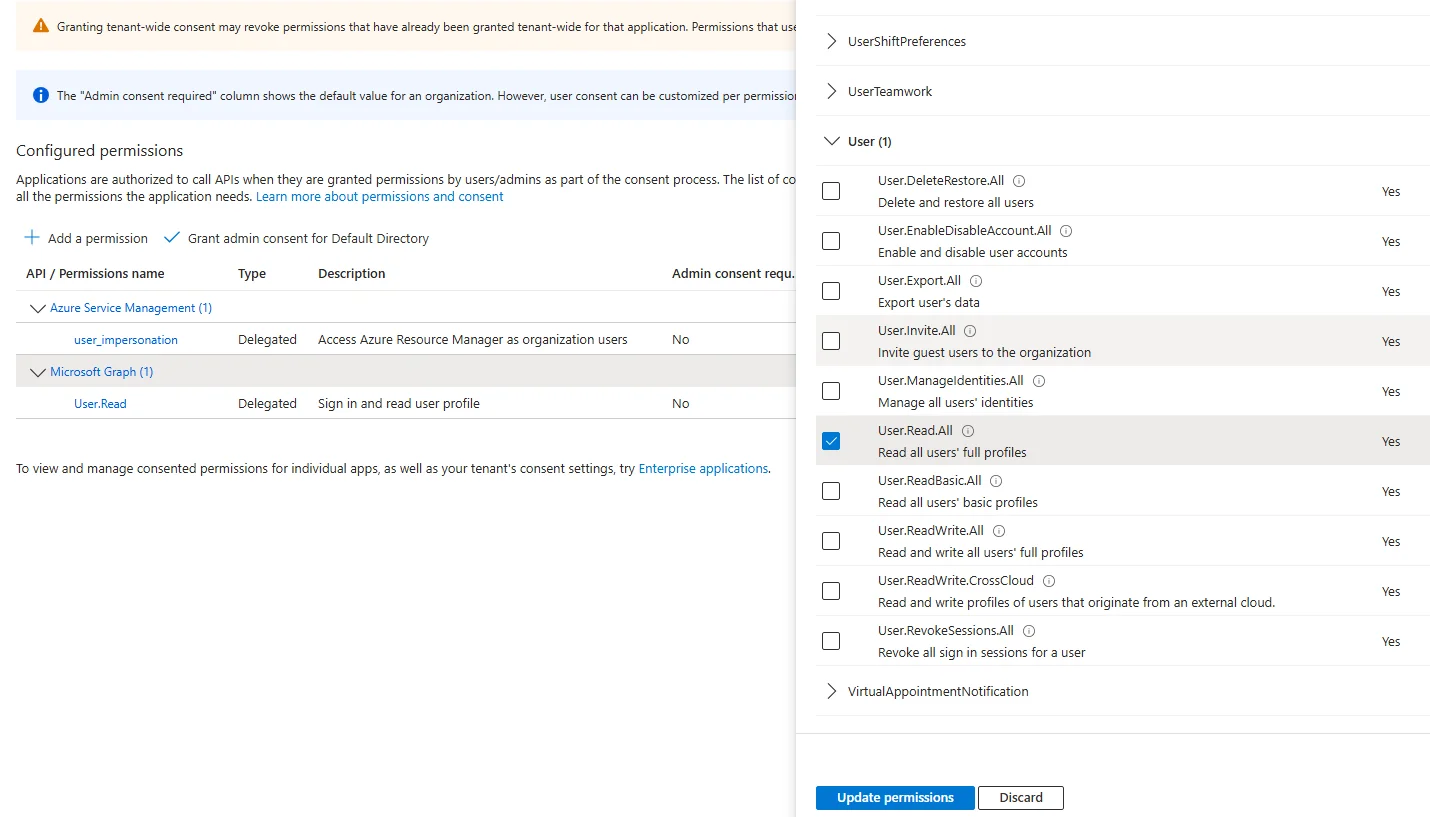 Granting tenant-wide consent may revoke permissions that have already been granted tenant-wide for that application. Permissions that use
The "Admin consent required" column shows the default value for an organization. However, user consent can be customized per permission
Configured permissions
Applications are authorized to call APIs when they are granted permissions by users/admins as part of the consent process. The list of co
all the permissions the application needs. Learn more about permissions and consent
Add a permission
Grant admin consent for Default Directory
API / Permissions name Type Description Admin consent requ.
Azure Service Management (1)
user_impersonation Delegated Access Azure Resource Manager as organization users No
Microsoft Graph (1)
User.Read Delegated Sign in and read user profile No
To view and manage consented permissions for individual apps, as well as your tenant's consent settings, try Enterprise applications.
UserShiftPreferences
UserTeamwork
User (1)
User.DeleteRestore.All
Delete and restore all users
Yes
User.EnableDisableAccount.All
Enable and disable user accounts
Yes
User.Export.All
Export user's data
Yes
User.Invite.All
Invite guest users to the organization
Yes
User.ManageIdentities.All
Manage all users' identities
Yes
User.Read.All
Read all users' full profiles
Yes
User.ReadBasic.All
Read all users' basic profiles
Yes
User.ReadWrite.All
Read and write all users' full profiles
Yes
User.ReadWrite.CrossCloud
Read and write profiles of users that originate from an external cloud.
Yes
User.RevokeSessions.All
Revoke all sign in sessions for a user
Yes
VirtualAppointmentNotification
Update permissions
Discard